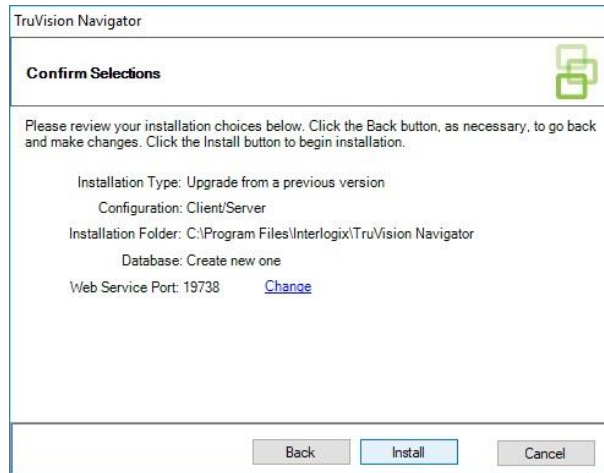 TruVision Navigator
Confirm Selections
Please review your installation choices below. Click the Back button, as necessary, to go back
and make changes. Click the Install button to begin installation.
Installation Type: Upgrade from a previous version
Configuration: Client/Server
Installation Folder: C:\Program Files\Interlogix\TruVision Navigator
Database: Create new one
Web Service Port: 19738 Change
Back Install Cancel